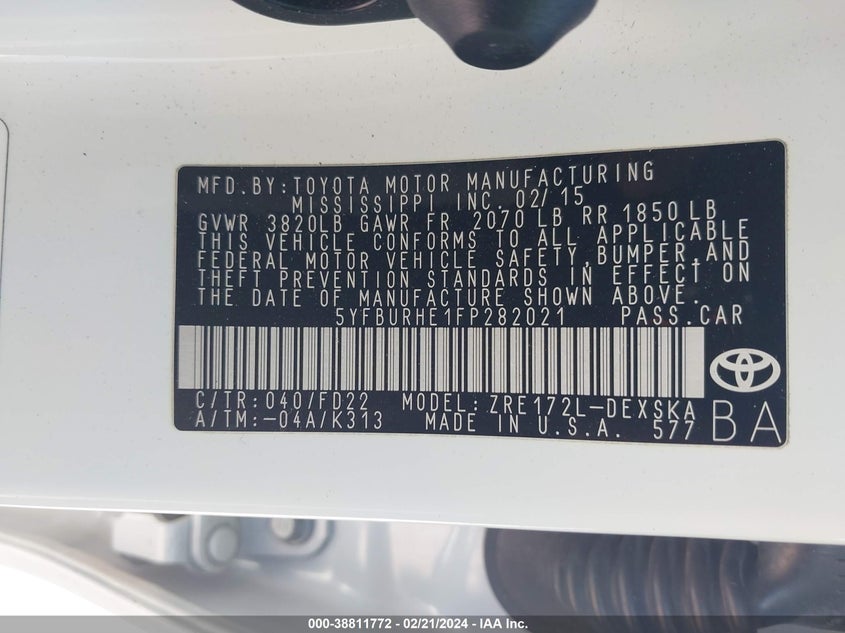 MFD.BY:TOYOTA MOTOR MANUFACTURING
MISSISSIPPI INC. 02/15
GVWR 3820LB GAWR FR 2070LB RR 1850LB
THIS VEHICLE CONFORMS TO ALL APPLICABLE
FEDERAL MOTOR VEHICLE SAFETY,BUMPER,AND
THEFT PREVENTION STANDARDS IN EFFECT ON
THE DATE OF MANUFACTURE SHOWN ABOVE.
5YFBURHE1FP282021 PASS.CAR
C/TR:040/FD22 MODEL:ZRE172L-DEXSKA
A/TM:-04A/K313 MADE IN U.S.A. 577 BA
000-38811772 - 02/21/2024 - IAA Inc.